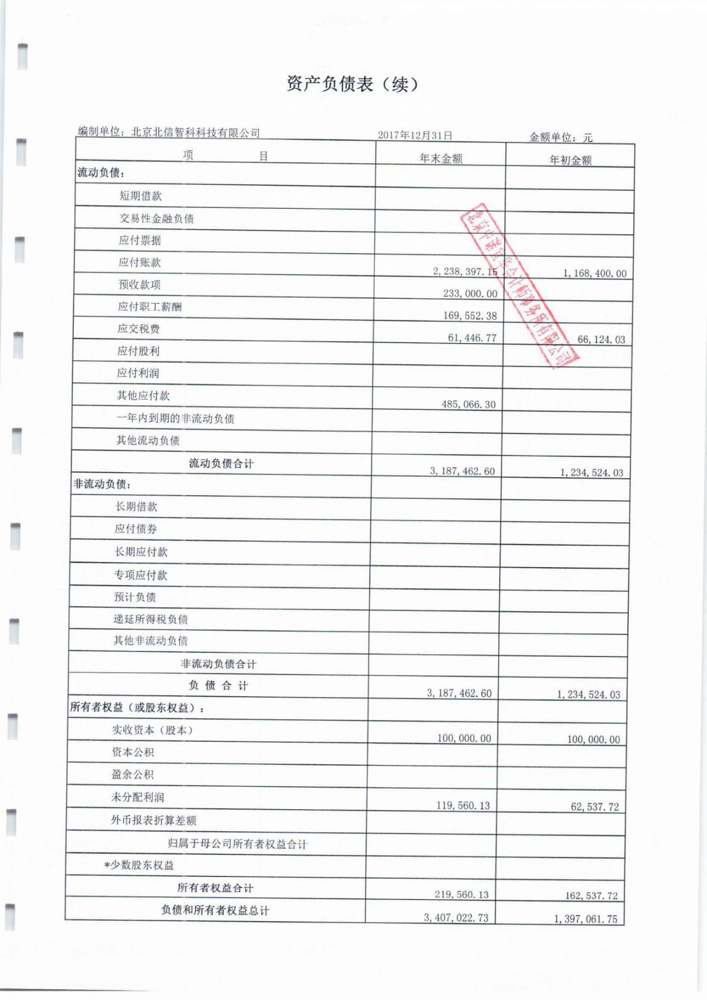 资产负债表（续）
编制单位：北京北信智科科技有限公司 2017年12月31日 金额单位：元
项 目 年末金额 年初金额
流动负债：
短期借款
交易性金融负债
应付票据
应付账款 2,238,397.15 1,168,400.00
预收款项 233,000.00
应付职工薪酬 169,552.38
应交税费 61,446.77 66,124.03
应付股利
应付利润
其他应付款 485,066.30
一年内到期的非流动负债
其他流动负债
流动负债合计 3,187,462.60 1,234,524.03
非流动负债：
长期借款
应付债券
长期应付款
专项应付款
预计负债
递延所得税负债
其他非流动负债
非流动负债合计
负 债 合 计 3,187,462.60 1,234,524.03
所有者权益（或股东权益）:
实收资本（股本） 100,000.00 100,000.00
资本公积
盈余公积
未分配利润 119,560.13 62,537.72
外币报表折算差额
归属于母公司所有者权益合计
*少数股东权益
所有者权益合计 219,560.13 162,537.72
负债和所有者权益总计 3,407,022.73 1,397,061.75
北京中诺宜华会计师事务所有限公司